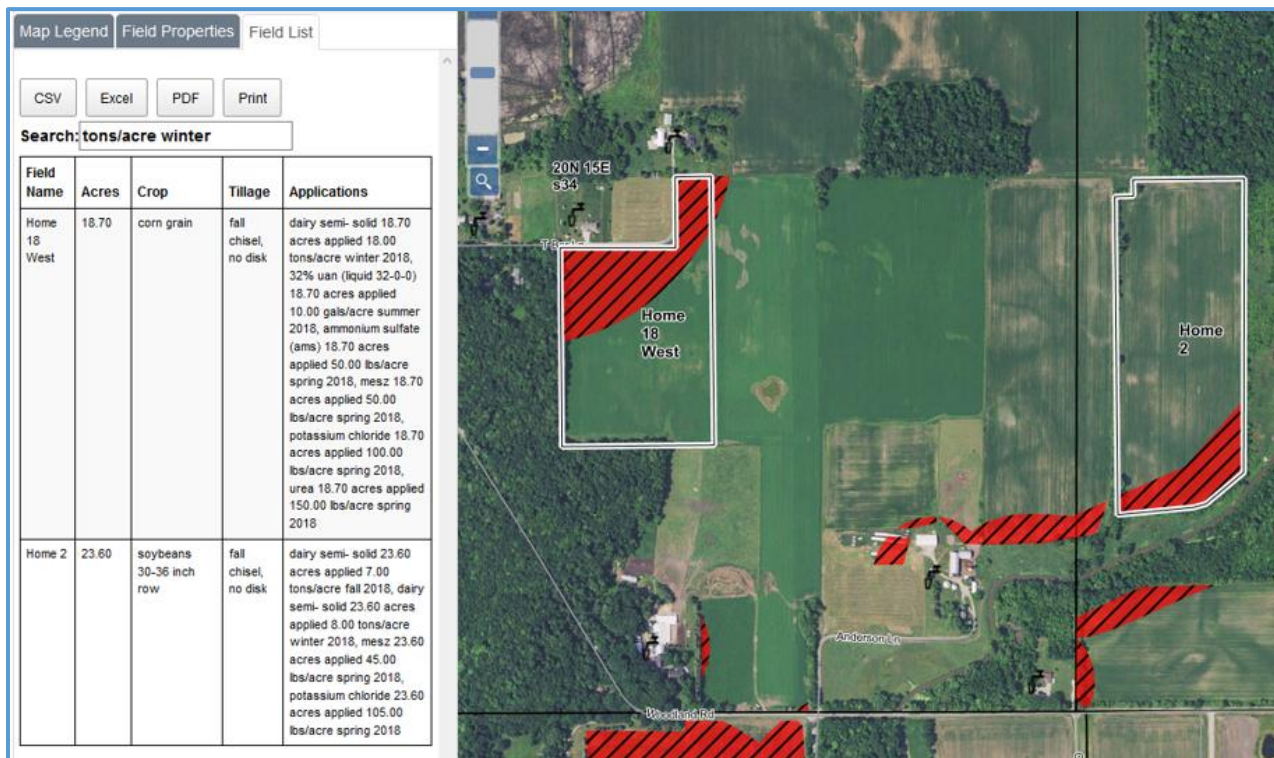 Map Legend
Field Properties
Field List
CSV
Excel
PDF
Print
Search: tons/acre winter
Field
Name
Acres
Crop
Tillage
Applications
Home
18
West
18.70
corn grain
fall
chisel,
no disk
dairy semi- solid 18.70
acres applied 18.00
tons/acre winter 2018,
32% uan (liquid 32-0-0)
18.70 acres applied
10.00 gals/acre summer
2018, ammonium sulfate
(ams) 18.70 acres
applied 50.00 lbs/acre
spring 2018, mesz 18.70
acres applied 50.00
lbs/acre spring 2018,
potassium chloride 18.70
acres applied 100.00
lbs/acre spring 2018,
urea 18.70 acres applied
150.00 lbs/acre spring
2018
Home 2
23.60
soybeans
30-36 inch
row
fall
chisel,
no disk
dairy semi- solid 23.60
acres applied 7.00
tons/acre fall 2018, dairy
semi- solid 23.60 acres
applied 8.00 tons/acre
winter 2018, mesz 23.60
acres applied 45.00
lbs/acre spring 2018,
potassium chloride 23.60
acres applied 105.00
lbs/acre spring 2018
20N 15E
s34
Home
18
West
Home
2
Anderson Ln
Woodland Rd